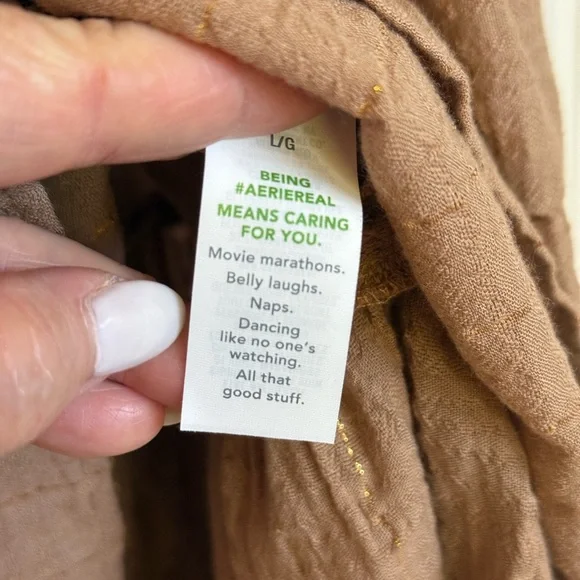 L/G
BEING
#AERIEREAL
MEANS CARING
FOR YOU.
Movie marathons.
Belly laughs.
Naps.
Dancing
like no one's
watching.
All that
good stuff.